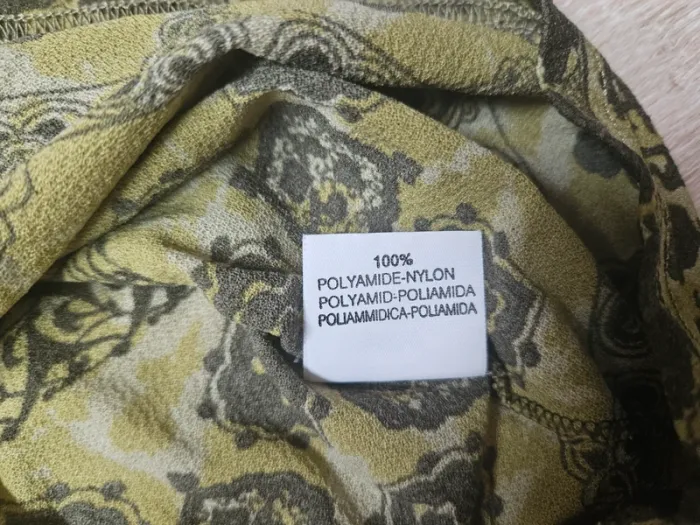 100%
POLYAMIDE-NYLON
POLYAMID-POLIAMIDA
POLIAMMIDICA-POLIAMIDA